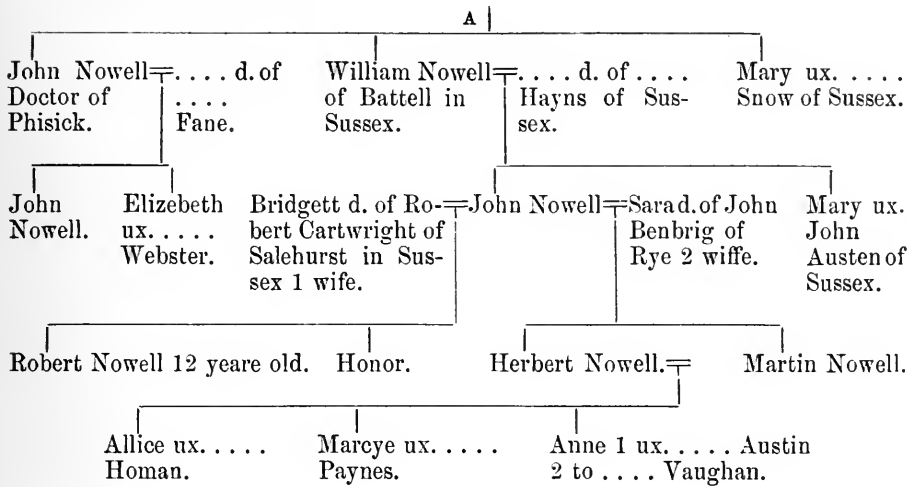 A
John Nowell = . . . . d. of
Doctor of
Phisick.
. . . .
Fane.
William Nowell = . . . . d. of . . . .
of Battell in
Sussex.
Hayns of Sus-
sex.
Mary ux. . . . .
Snow of Sussex.
John
Nowell.
Elizebeth
ux. . . . .
Webster.
Bridgett d. of Ro-
bert Cartwright of
Salehurst in Sus-
sex 1 wife.
John Nowell
Sara d. of John
Benbrig of
Rye 2 wiffe.
Mary ux.
John
Austen of
Sussex.
Robert Nowell 12 yeare old.
Honor.
Herbert Nowell.
Martin Nowell.
Allice ux. . . . .
Homan.
Marcye ux. . . . .
Paynes.
Anne 1 ux. . . . . Austin
2 to . . . . Vaughan.